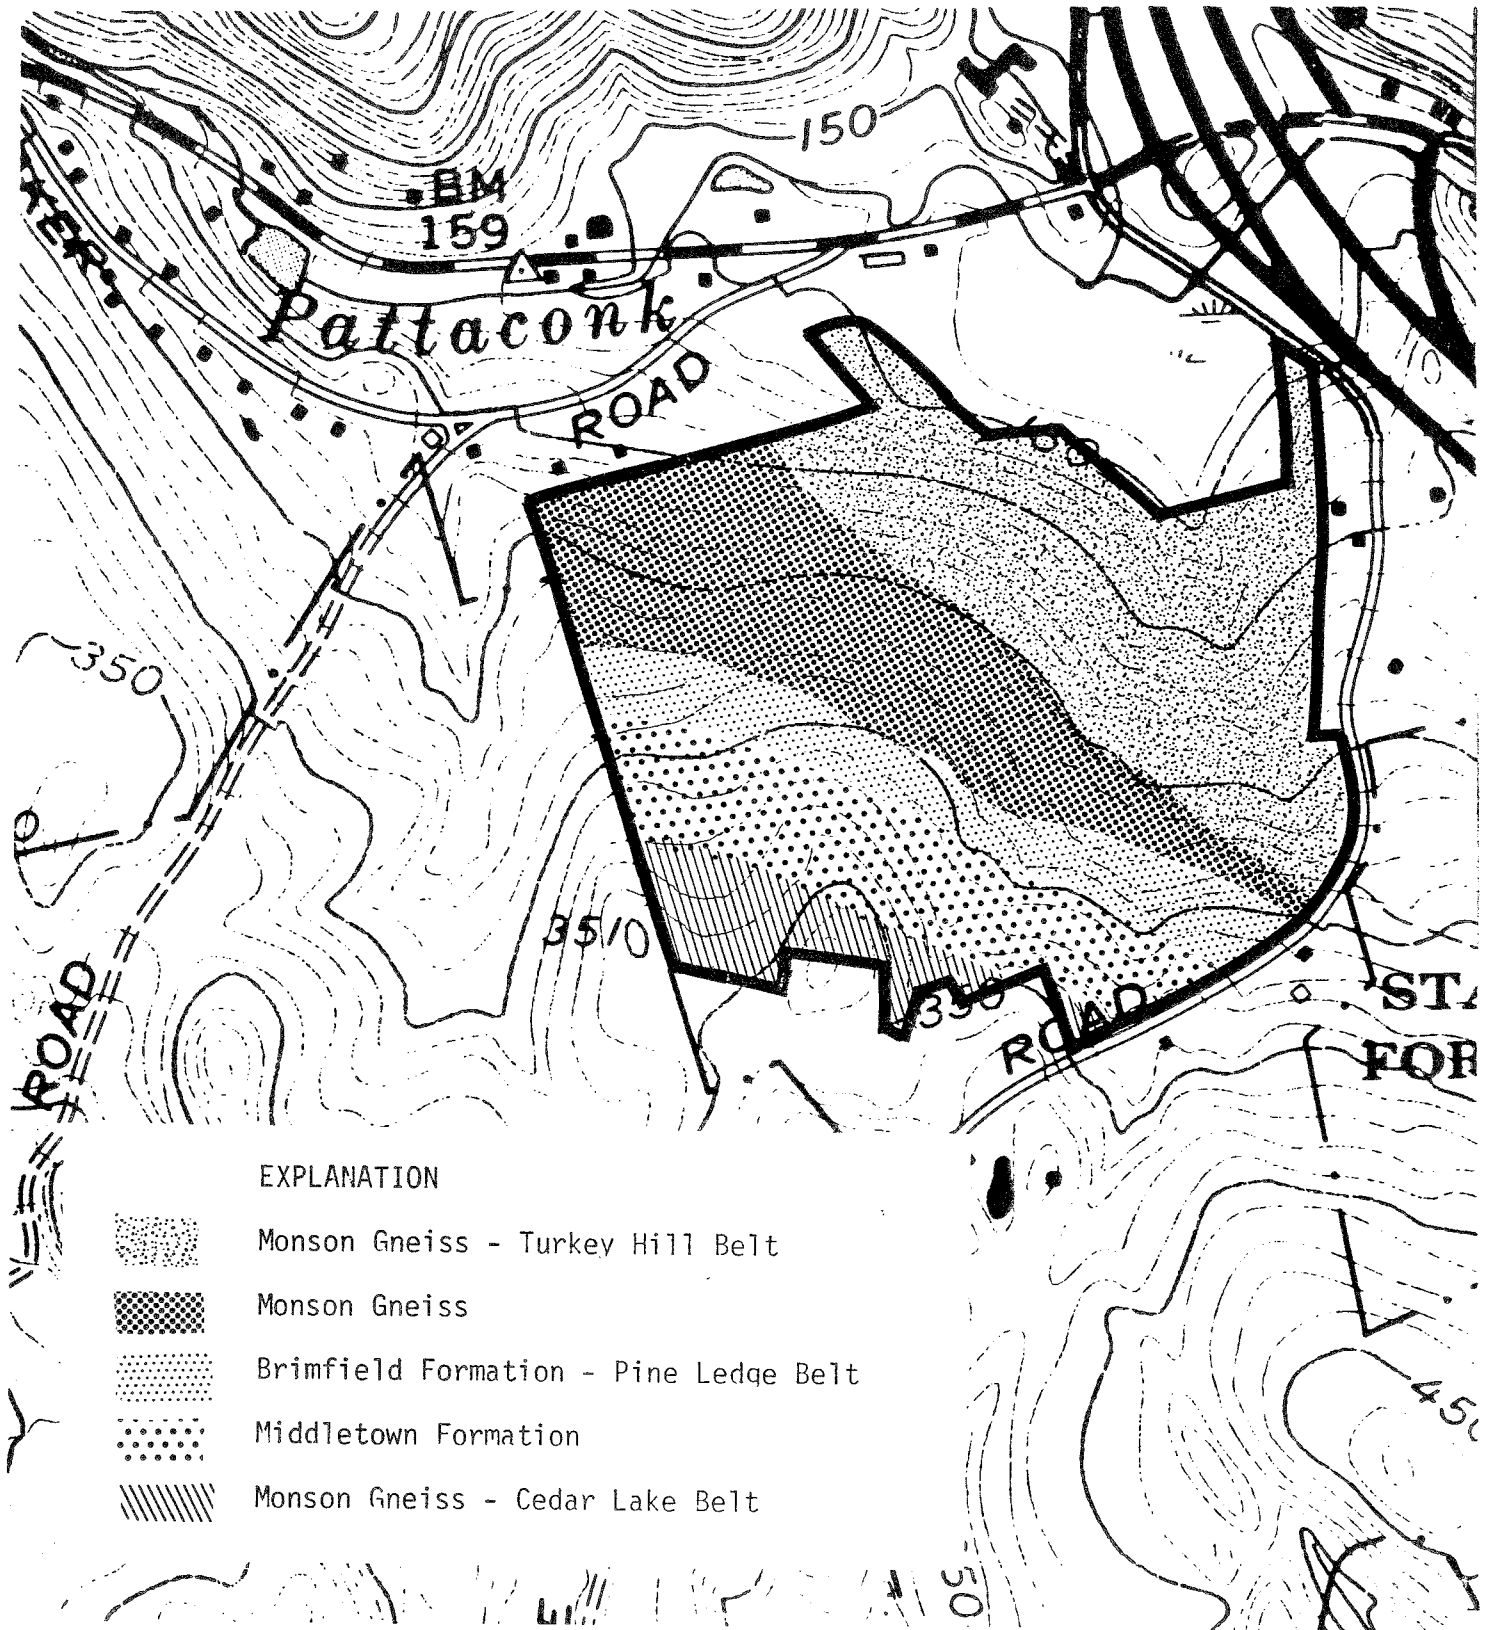 150
BM
159
Pattaconk
ROAD
350
350
ROAD
ROAD
STA
FOR
EXPLANATION
Monson Gneiss - Turkey Hill Belt
Monson Gneiss
Brimfield Formation - Pine Ledge Belt
Middletown Formation
Monson Gneiss - Cedar Lake Belt
450
50